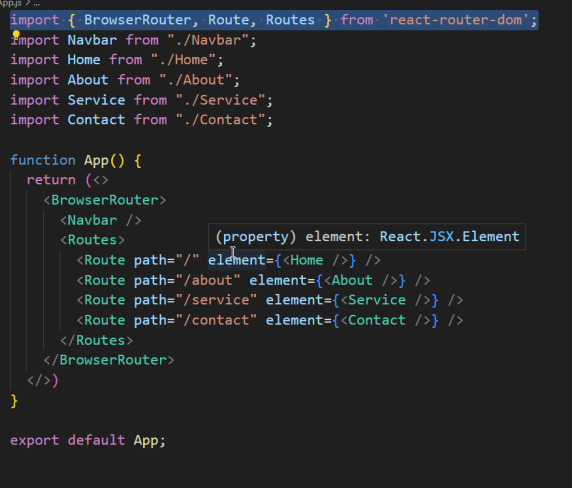 App.js > ...
import { BrowserRouter, Route, Routes } from 'react-router-dom';
import Navbar from "./Navbar";
import Home from "./Home";
import About from "./About";
import Service from "./Service";
import Contact from "./Contact";
function App() {
return (<>
<BrowserRouter>
<Navbar />
(property) element: React.JSX.Element
<Routes>
<Route path="/" element={<Home />} />
<Route path="/about" element={<About />} />
<Route path="/service" element={<Service />} />
<Route path="/contact" element={<Contact />} />
</Routes>
</BrowserRouter>
</>)
}
export default App;